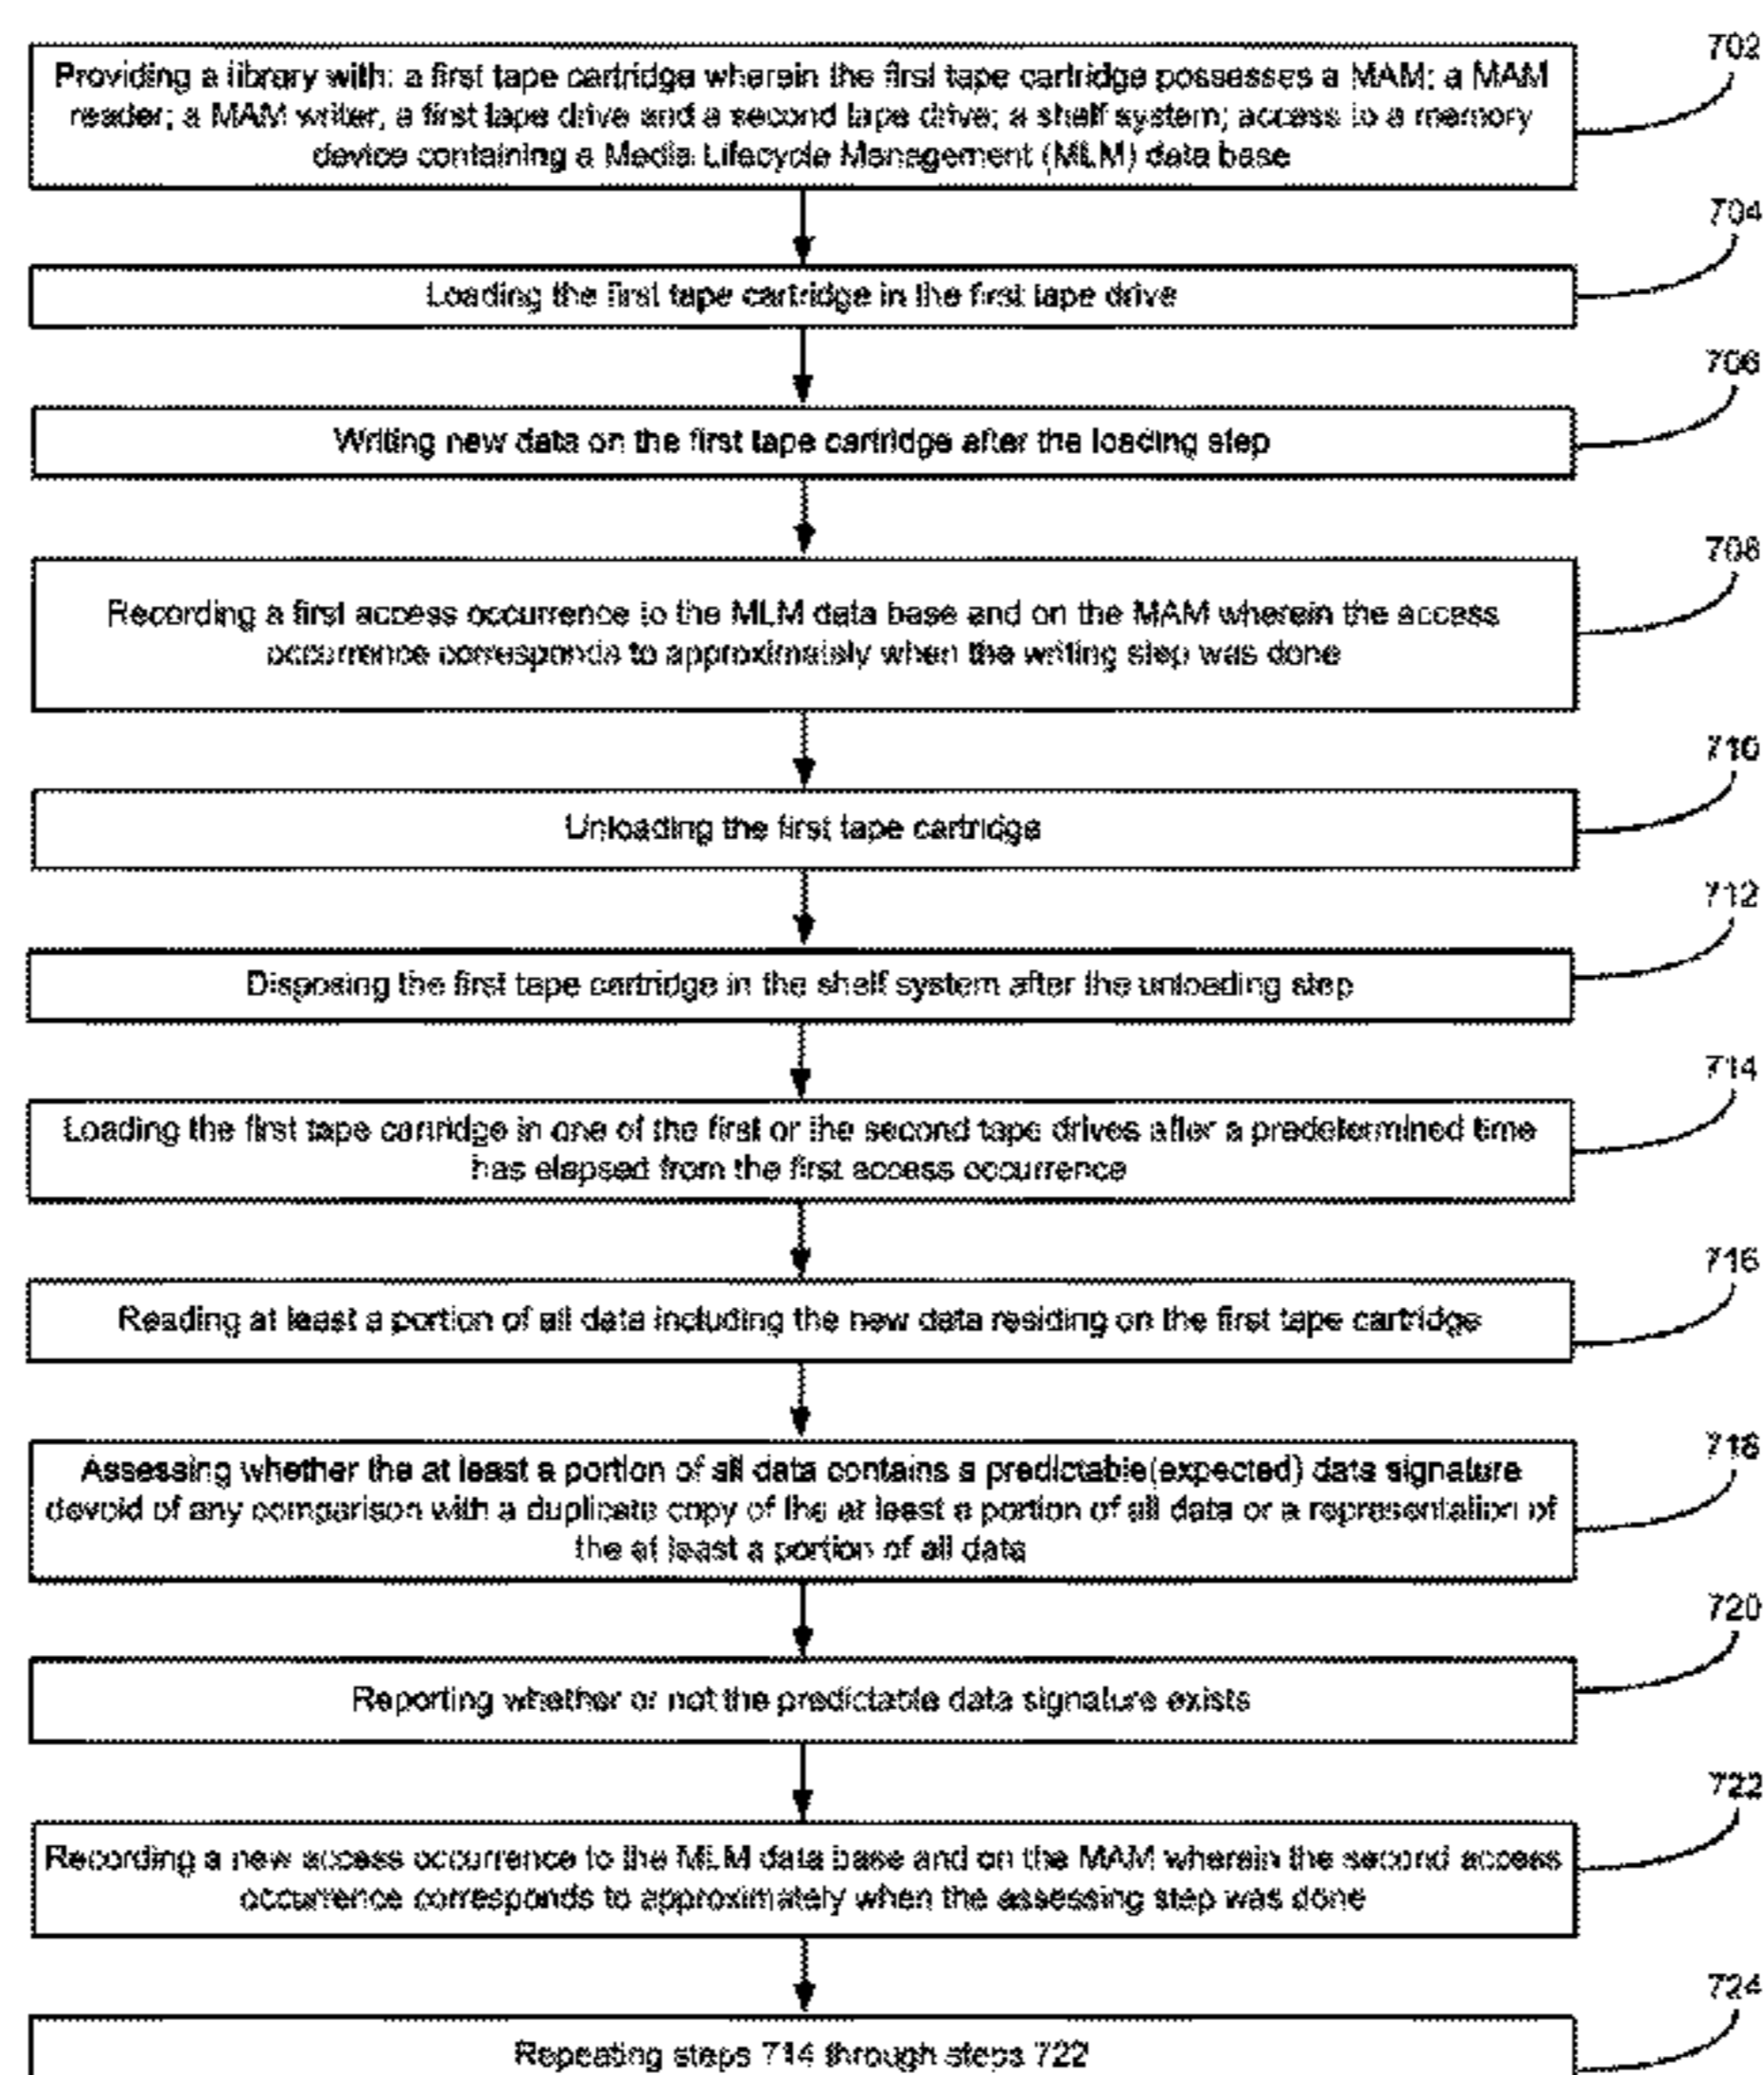 702
Providing a library with: a first tape cartridge wherein the first tape cartridge possesses a MAM; a MAM
reader; a MAM writer, a first tape drive and a second tape drive; a shelf system; access to a memory
device containing a Media Lifecycle Management (MLM) data base
704
Loading the first tape cartridge in the first tape drive
706
Writing new data on the first tape cartridge after the loading step
708
Recording a first access occurrence to the MLM data base and on the MAM wherein the access
occurrence corresponds to approximately when the writing step was done
710
Unloading the first tape cartridge
712
Disposing the first tape cartridge in the shelf system after the unloading step
714
Loading the first tape cartridge in one of the first or the second tape drives after a predetermined time
has elapsed from the first access occurrence
716
Reading at least a portion of all data including the new data residing on the first tape cartridge
718
Assessing whether the at least a portion of all data contains a predictable(expected) data signature
devoid of any comparison with a duplicate copy of the at least a portion of all data or a representation of
the at least a portion of all data
720
Reporting whether or not the predictable data signature exists
722
Recording a new access occurrence to the MLM data base and on the MAM wherein the second access
occurrence corresponds to approximately when the assessing step was done
724
Repeating steps 714 through steps 722